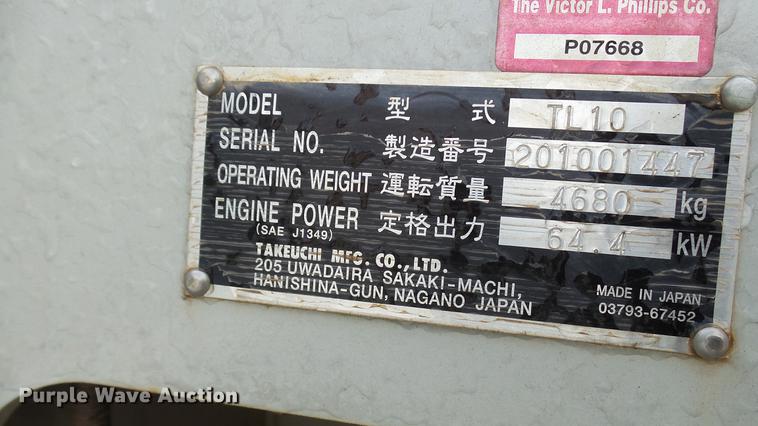 The Victor L. Phillips Co.
P07668
MODEL 型 式 TL10
SERIAL NO. 製造番号 201001447
OPERATING WEIGHT 運転質量 4680 kg
ENGINE POWER 定格出力 64.4 kW
(SAE J1349)
TAKEUCHI MFG. CO.,LTD.
205 UWADAIRA SAKAKI-MACHI,
HANISHINA-GUN, NAGANO JAPAN
MADE IN JAPAN
03793-67452
Purple Wave Auction